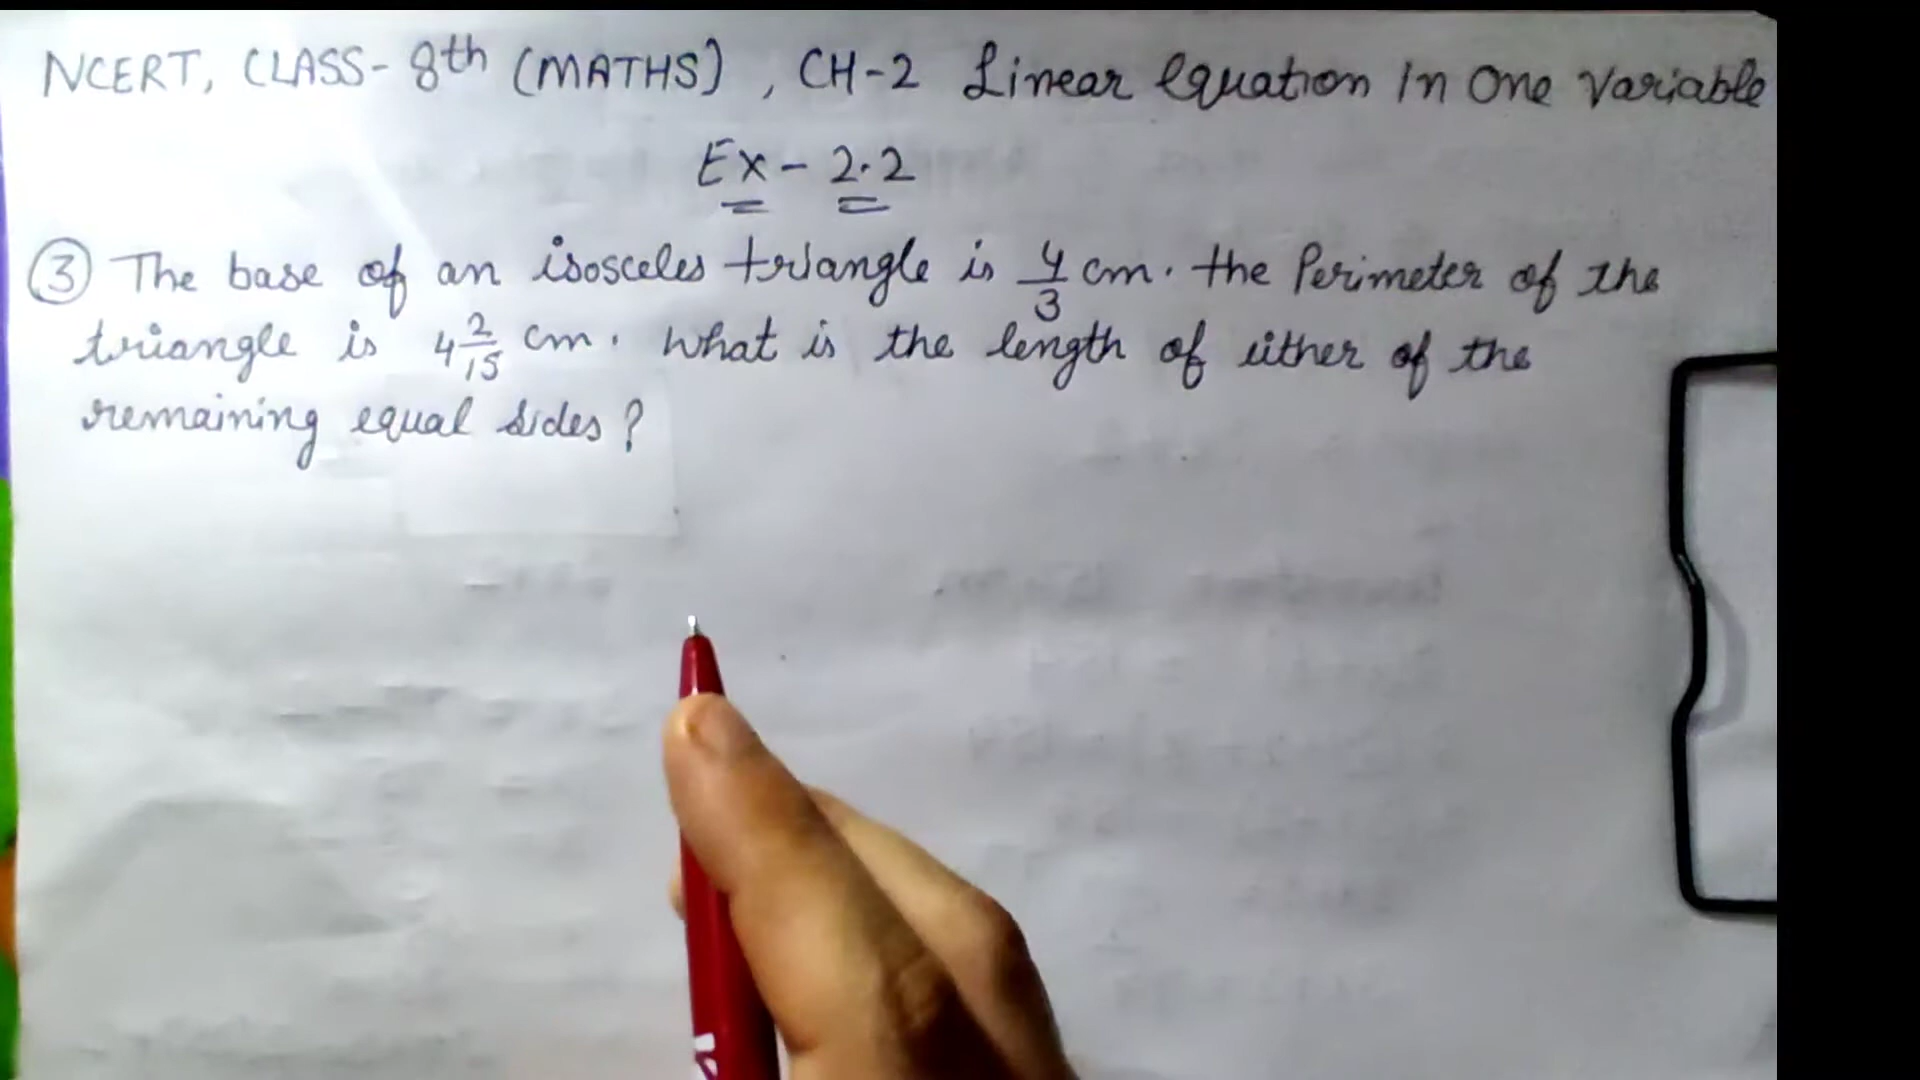 NCERT, CLASS- 8th (MATHS), CH-2 Linear Equation In One Variable
Ex - 2.2
③ The base of an isosceles triangle is 4/3 cm. the Perimeter of the
triangle is 4 2/15 cm. What is the length of either of the
remaining equal sides?